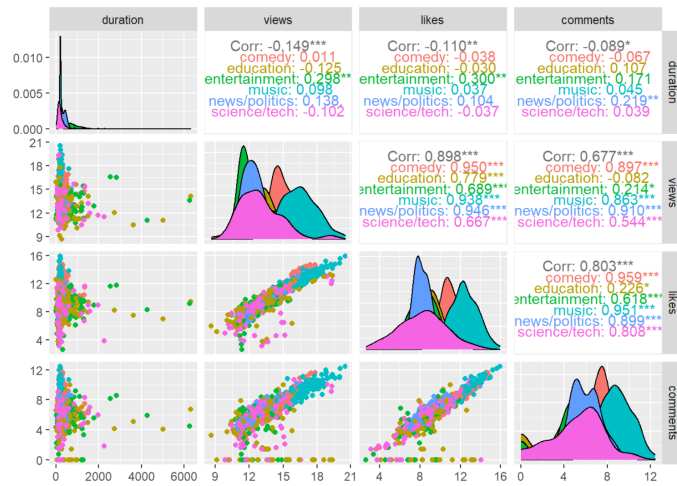 duration
views
likes
comments
0.010
0.005
0.000
Corr: -0.149***
comedy: 0.011
education: -0.125
entertainment: 0.298**
music: 0.098
news/politics: 0.138
science/tech: -0.102
Corr: -0.110**
comedy: -0.038
education: -0.030
entertainment: 0.300**
music: 0.037
news/politics: 0.104
science/tech: -0.037
Corr: -0.089*
comedy: -0.067
education: 0.107
entertainment: 0.171
music: 0.045
news/politics: 0.219**
science/tech: 0.039
duration
21
18
15
12
9
Corr: 0.898***
comedy: 0.950***
education: 0.779***
entertainment: 0.689***
music: 0.938***
news/politics: 0.946***
science/tech: 0.667***
Corr: 0.677***
comedy: 0.897***
education: -0.082
entertainment: 0.214*
music: 0.863***
news/politics: 0.910***
science/tech: 0.544***
views
16
12
8
4
Corr: 0.803***
comedy: 0.959***
education: 0.226*
entertainment: 0.618***
music: 0.951***
news/politics: 0.899***
science/tech: 0.808***
likes
12
8
4
0
comments
0 2000 4000 6000
9 12 15 18 21
4 8 12 16
0 4 8 12